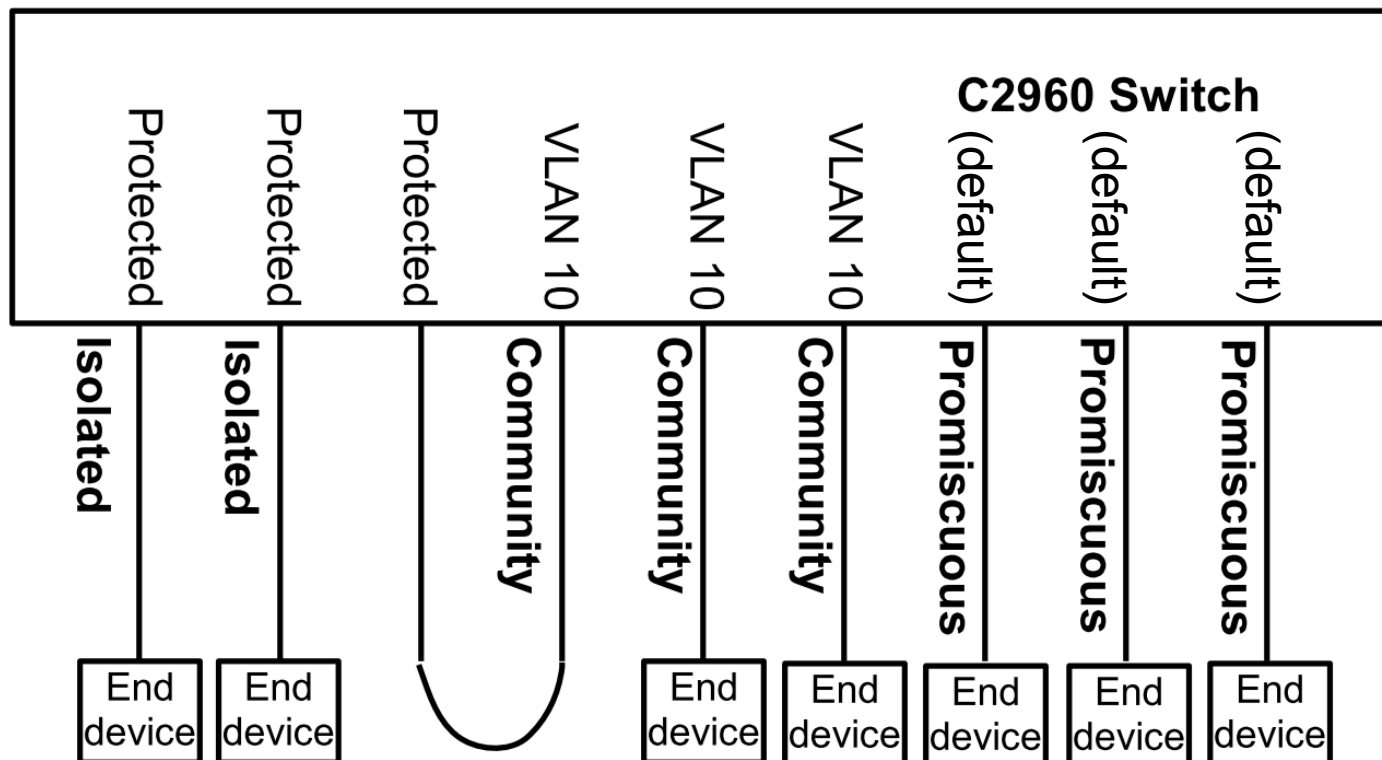 C2960 Switch
Protected
Protected
Protected
VLAN 10
VLAN 10
VLAN 10
(default)
(default)
(default)
Isolated
Isolated
Community
Community
Community
Promiscuous
Promiscuous
Promiscuous
End
device
End
device
End
device
End
device
End
device
End
device
End
device